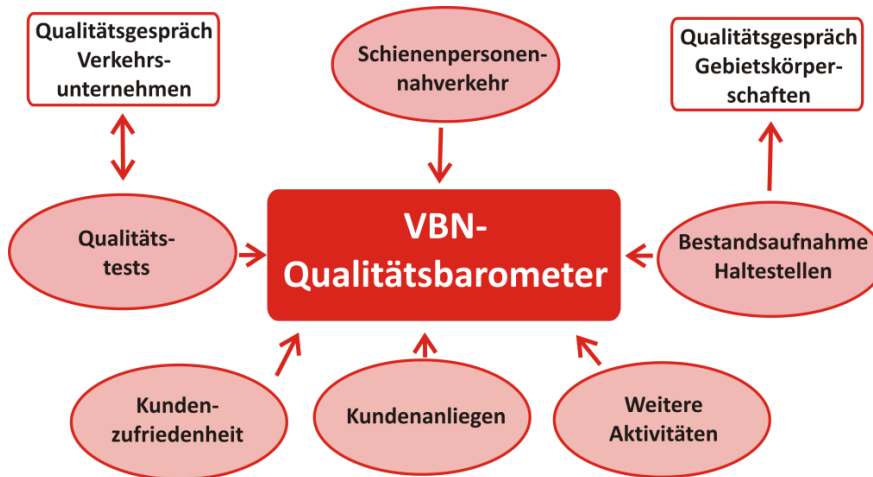 Qualitätsgespräch
Verkehrs-
unternehmen
Schienenpersonen-
nahverkehr
Qualitätsgespräch
Gebietskörper-
schaften
Qualitäts-
tests
VBN-
Qualitätsbarometer
Bestandsaufnahme
Haltestellen
Kunden-
zufriedenheit
Kundenanliegen
Weitere
Aktivitäten